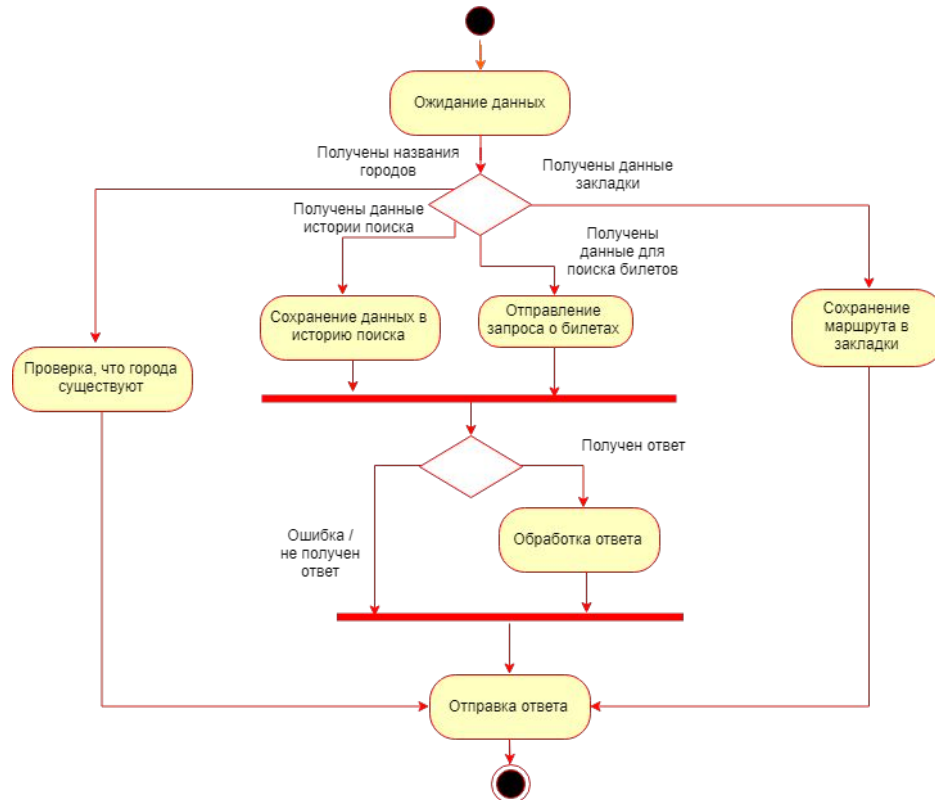 Ожидание данных
Получены названия
городов
Получены данные
закладки
Получены данные
истории поиска
Получены
данные для
поиска билетов
Сохранение данных в
историю поиска
Отправление
запроса о билетах
Сохранение
маршрута в
закладки
Проверка, что города
существуют
Получен ответ
Ошибка /
не получен
ответ
Обработка ответа
Отправка ответа